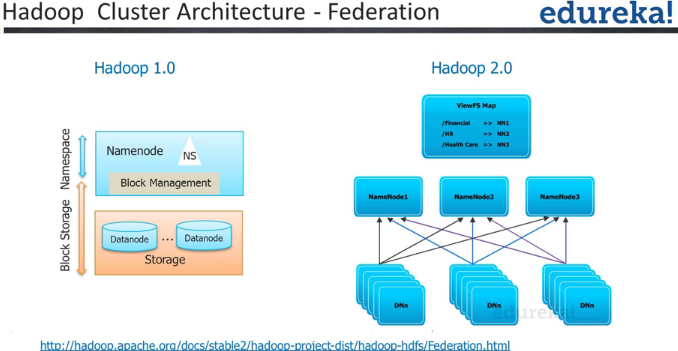 Hadoop Cluster Architecture - Federation
edureka!
Hadoop 1.0
Hadoop 2.0
Namespace
Block Storage
Namenode
NS
Block Management
Datanode
...
Datanode
Storage
ViewFS Map
/Financial => NN1
/HR => NN2
/Health Care => NN3
NameNode1
NameNode2
NameNode3
DNn
DNn
DNn
edureka!
http://hadoop.apache.org/docs/stable2/hadoop-project-dist/hadoop-hdfs/Federation.html